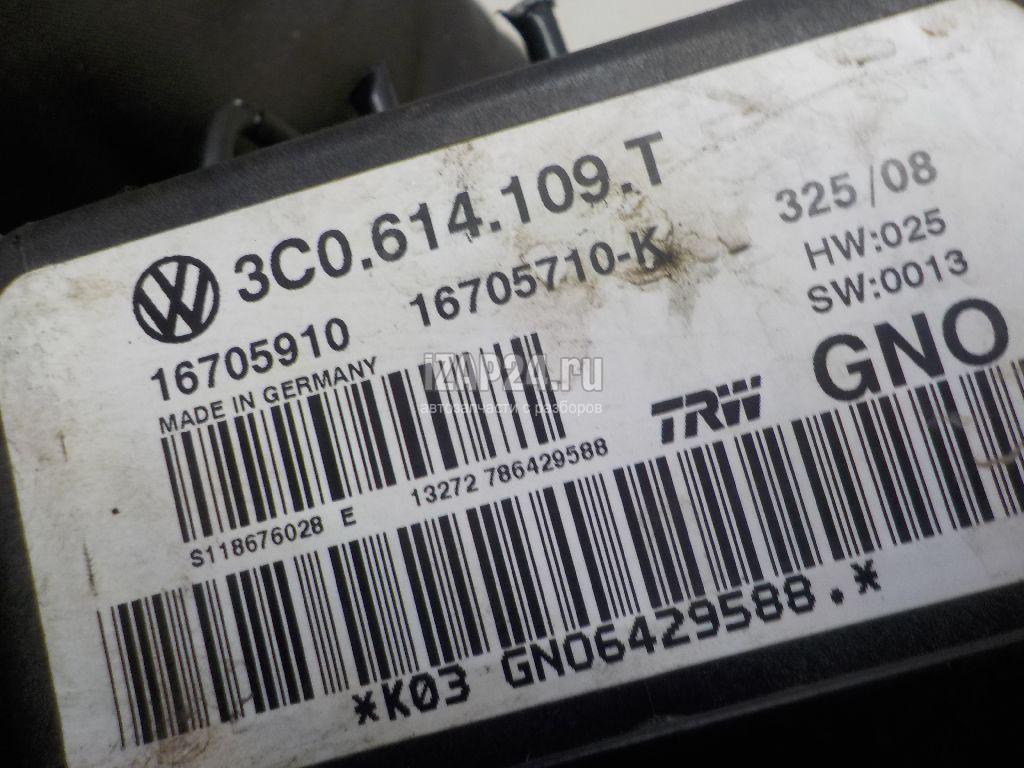 3C0.614.109.T
325/08
16705910 16705710-K
HW:025
SW:0013
MADE IN GERMANY
GNO
iZAP24.ru
автозапчасти с разборов
TRW
13272 786429588
S118676028 E
*K03 GNO6429588.*